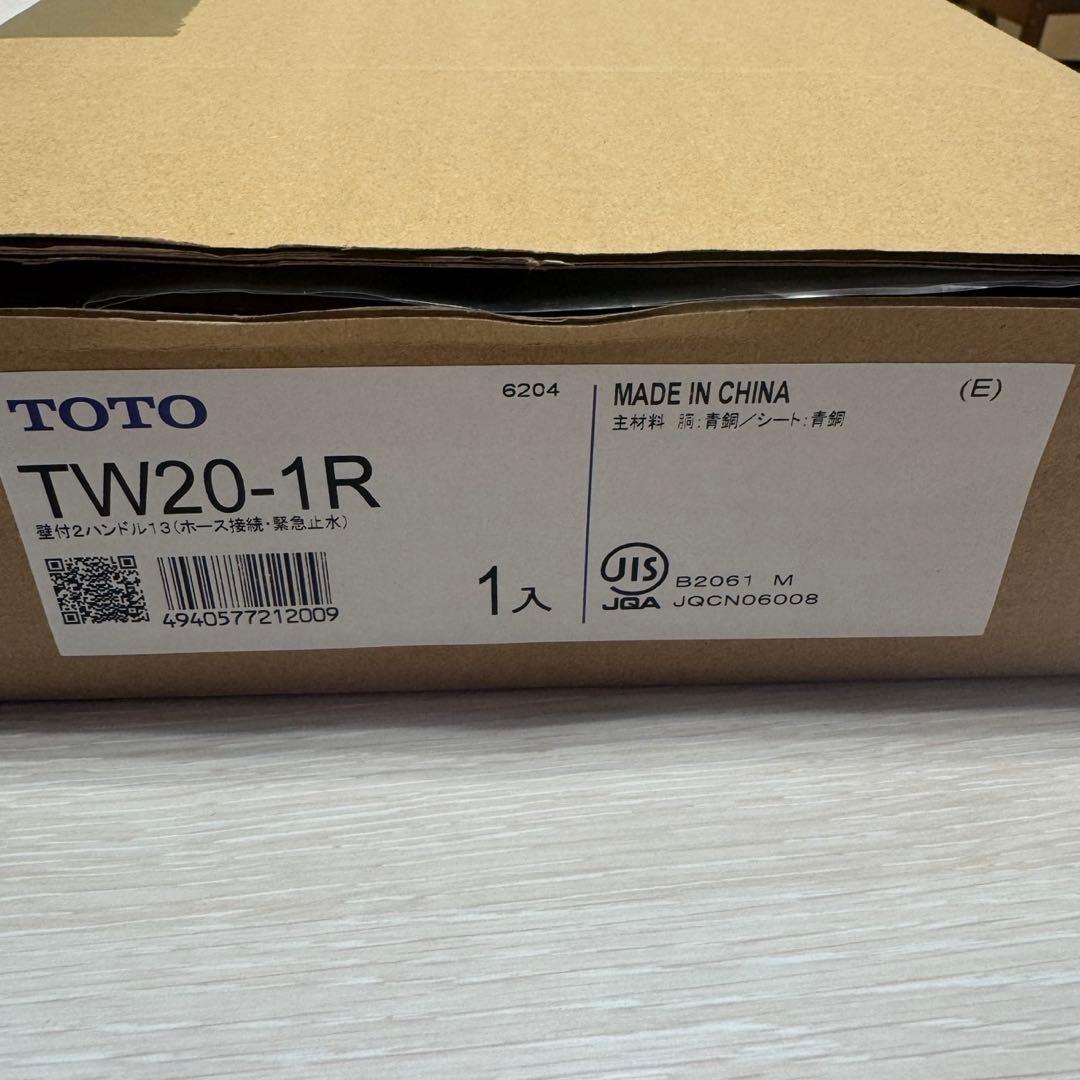 TOTO
6204
TW20-1R
壁付2ハンドル13(ホース接続・緊急止水)
4940577212009
1入
MADE IN CHINA
(E)
主材料 胴:青銅/シート:青銅
JIS
JQA
B2061 M
JQCN06008